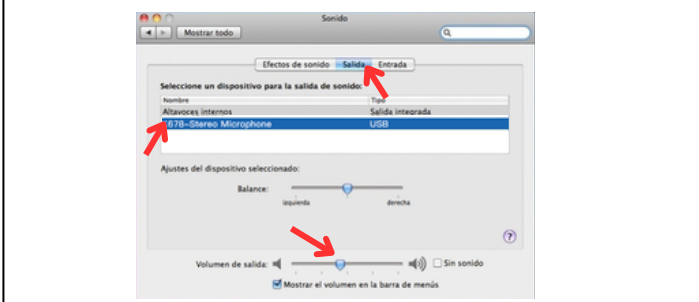 Sonido
Mostrar todo
Efectos de sonido Salida Entrada
Seleccione un dispositivo para la salida de sonido:
Nombre Tipo
Altavoces internos Salida integrada
678-Stereo Microphone USB
Ajustes del dispositivo seleccionado:
Balance:
izquierda derecha
?
Volumen de salida: Sin sonido
Mostrar el volumen en la barra de menús